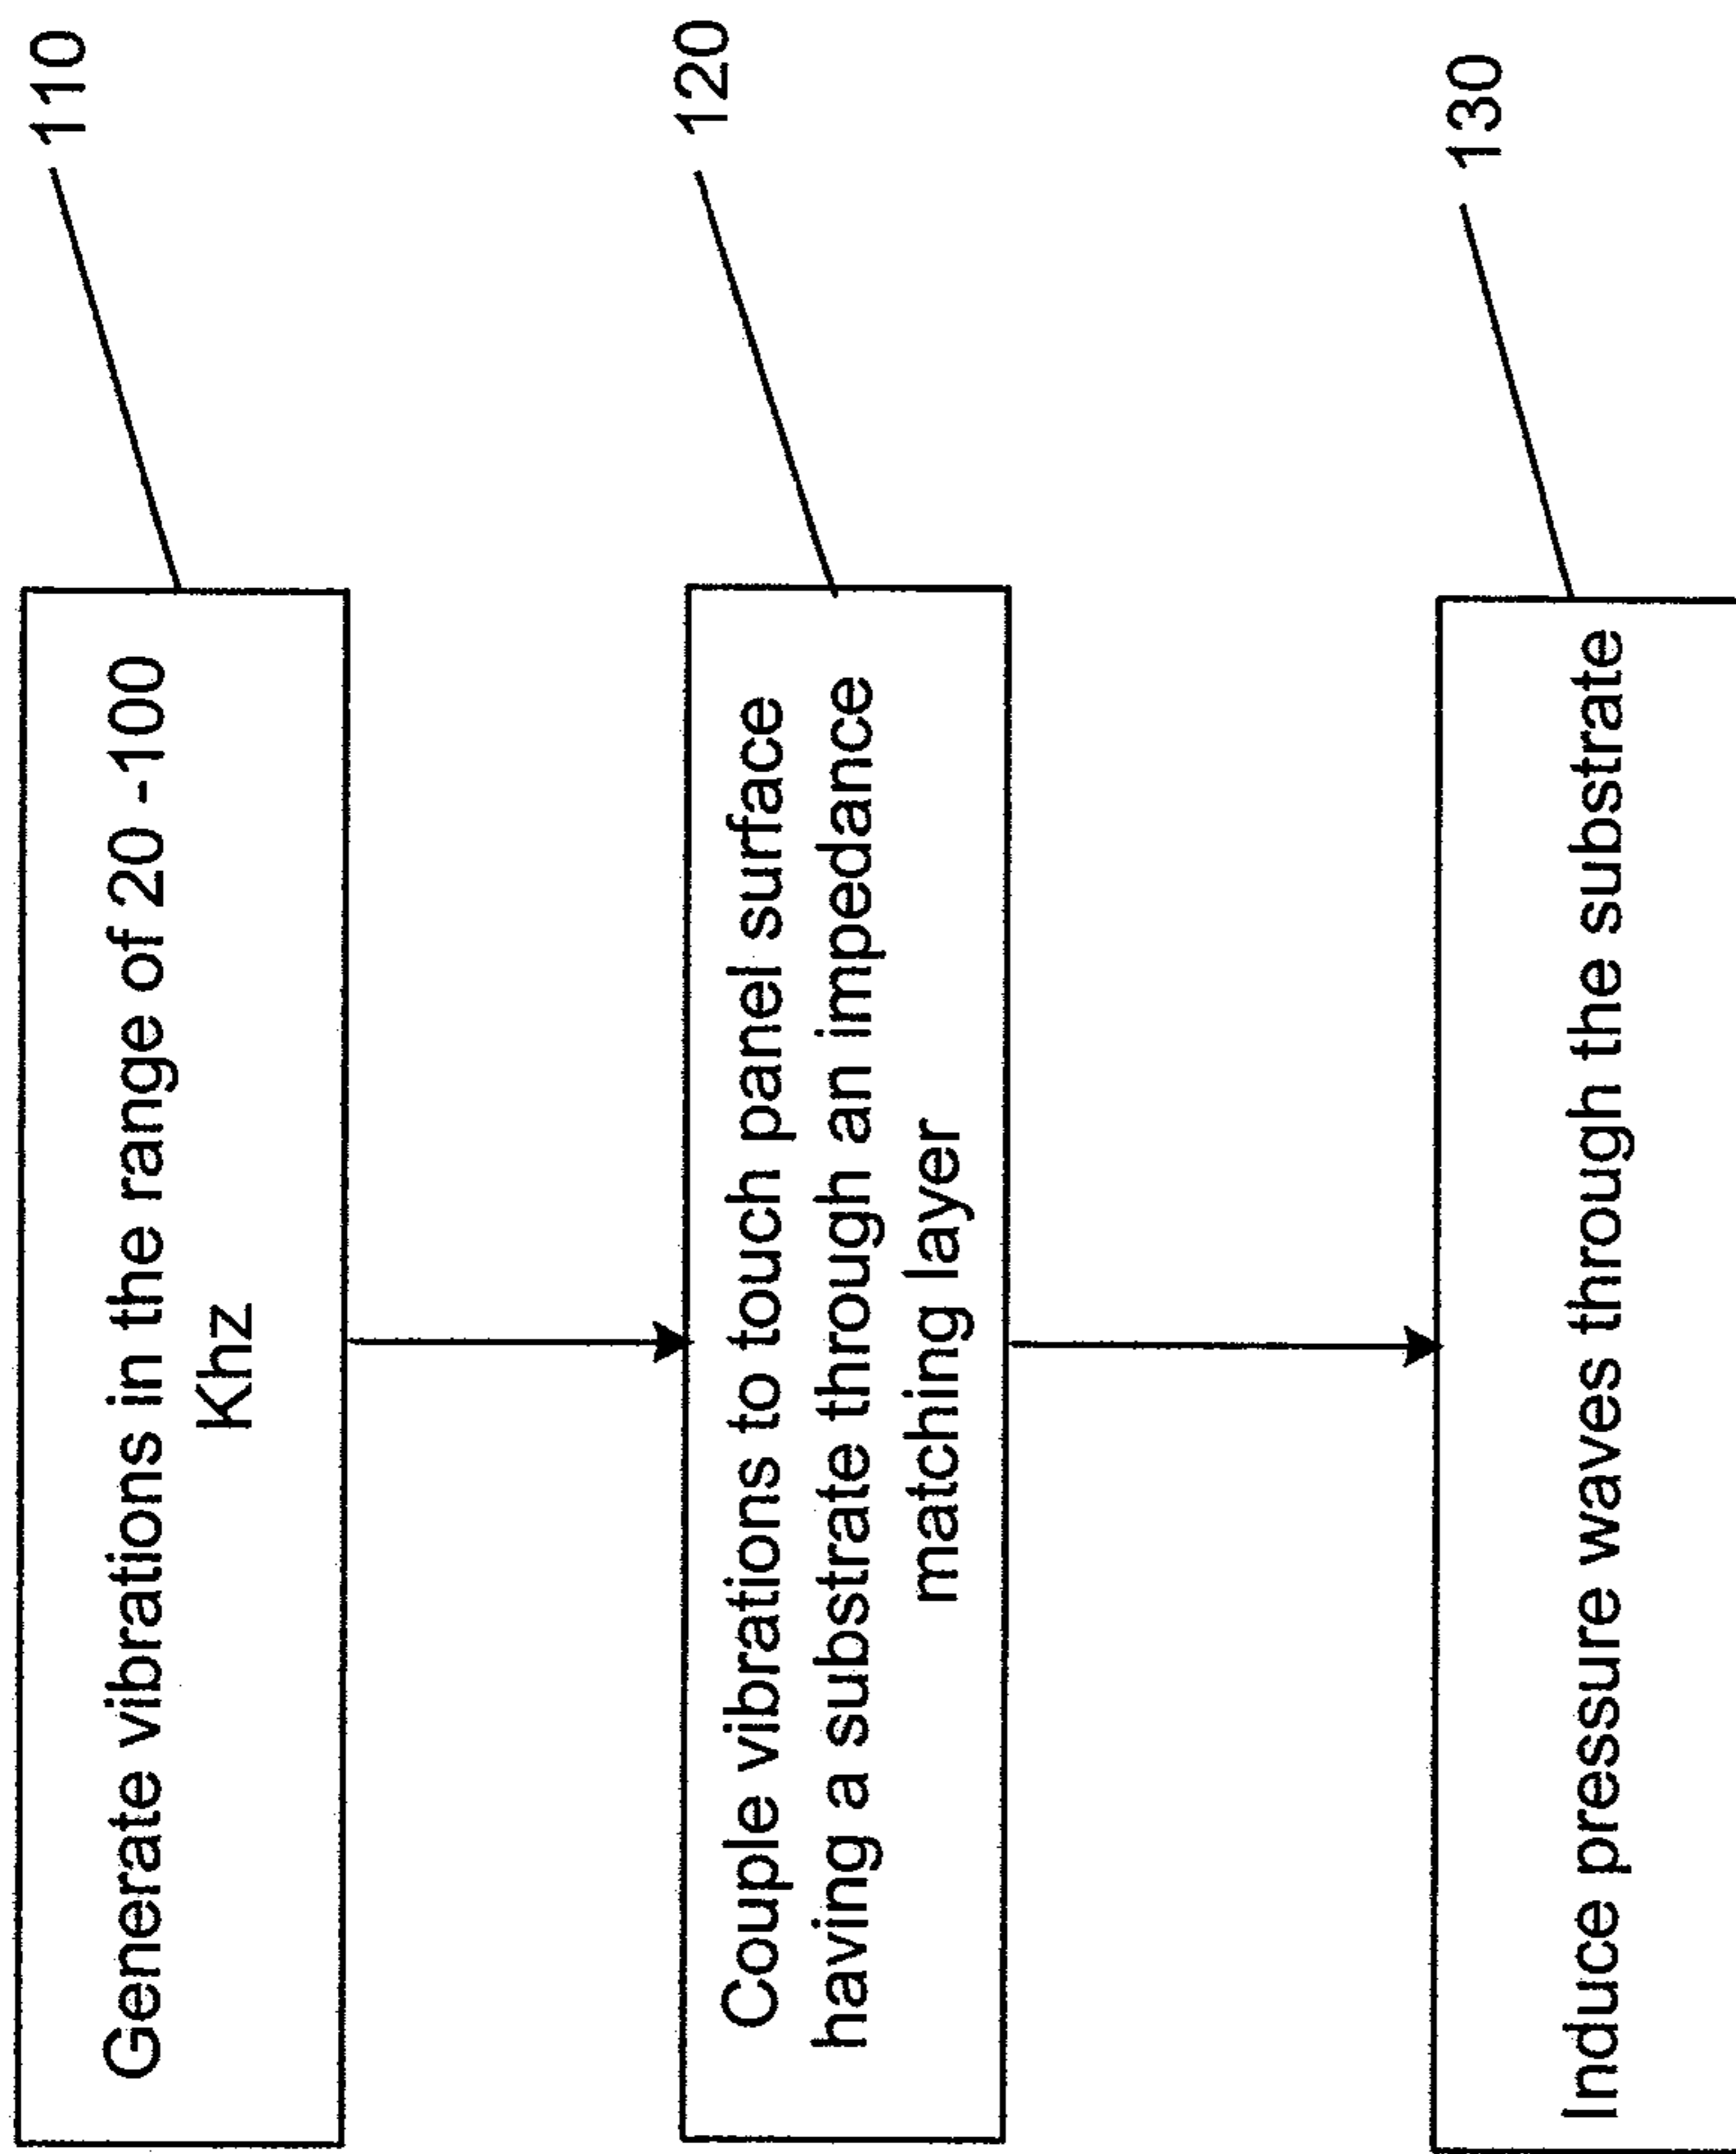 110
Generate vibrations in the range of 20 -100
Khz
120
Couple vibrations to touch panel surface
having a substrate through an impedance
matching layer
130
Induce pressure waves through the substrate